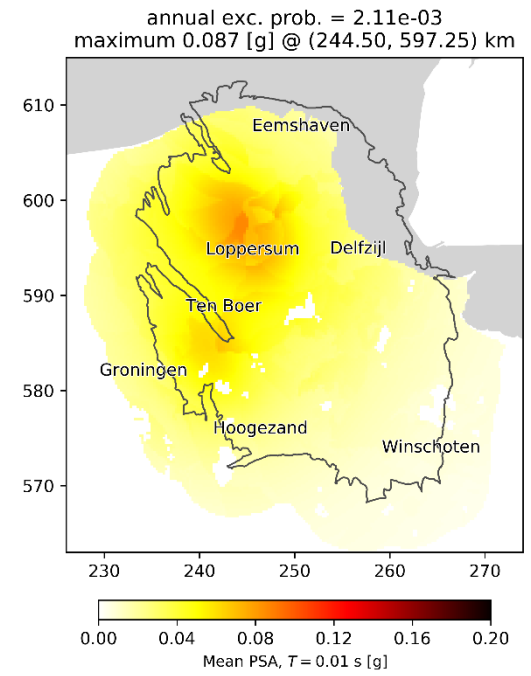 annual exc. prob. = 2.11e-03
maximum 0.087 [g] @ (244.50, 597.25) km
610
600
590
580
570
Eemshaven
Loppersum
Delfzijl
Ten Boer
Groningen
Hoogezand
Winschoten
230 240 250 260 270
0.00 0.04 0.08 0.12 0.16 0.20
Mean PSA, T = 0.01 s [g]